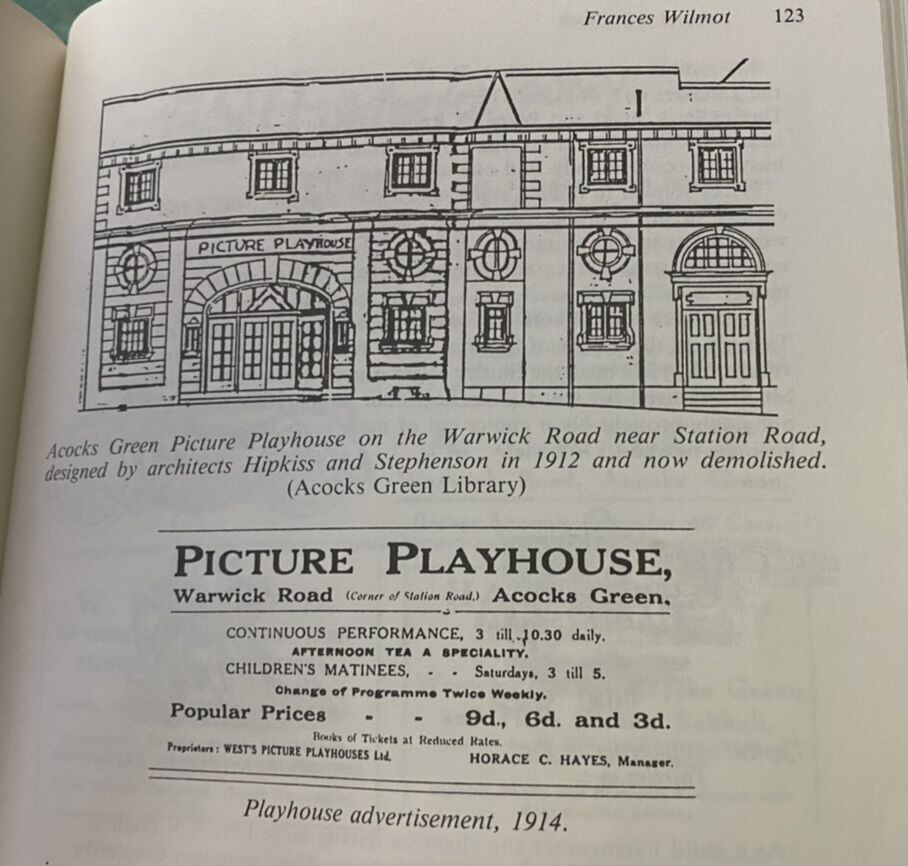 Frances Wilmot 123
PICTURE PLAYHOUSE
Acocks Green Picture Playhouse on the Warwick Road near Station Road,
designed by architects Hipkiss and Stephenson in 1912 and now demolished.
(Acocks Green Library)
PICTURE PLAYHOUSE,
Warwick Road (Corner of Station Road,) Acocks Green,
CONTINUOUS PERFORMANCE, 3 till 10.30 daily.
AFTERNOON TEA A SPECIALITY.
CHILDREN'S MATINEES, - - Saturdays, 3 till 5.
Change of Programme Twice Weekly.
Popular Prices - - 9d., 6d. and 3d.
Books of Tickets at Reduced Rates.
Proprietors: WEST'S PICTURE PLAYHOUSES Ltd. HORACE C. HAYES, Manager.
Playhouse advertisement, 1914.